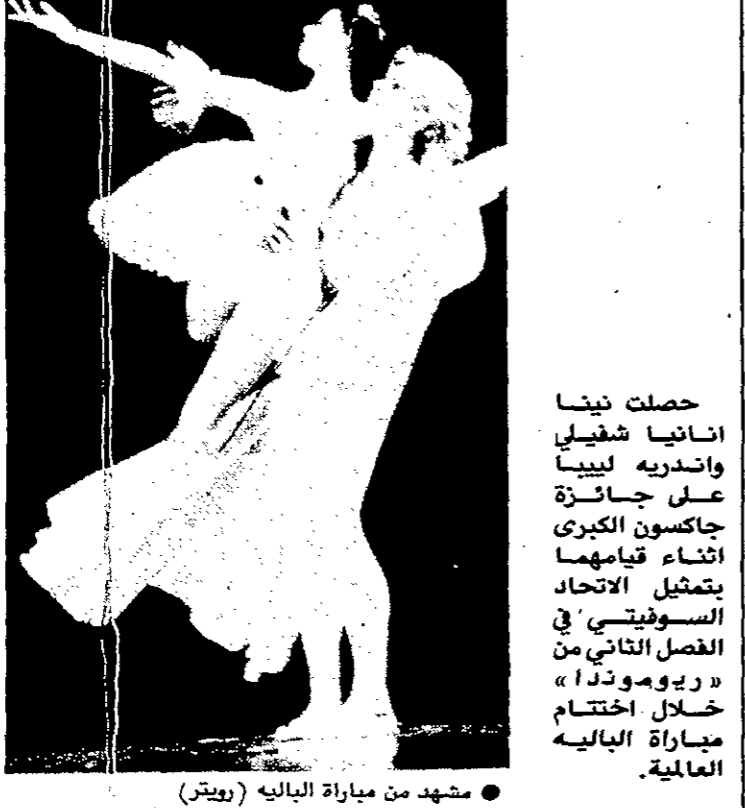 حصلت نينا
انانيا شفيلي
واندريه ليبيا
على جائزة
جاكسون الكبرى
اثناء قيامهما
بتمثيل الاتحاد
السوفيتي في
الفصل الثاني من
«ريوموندا»
خلال اختتام
مباراة الباليه
العالمية.
● مشهد من مباراة الباليه (رويتر)